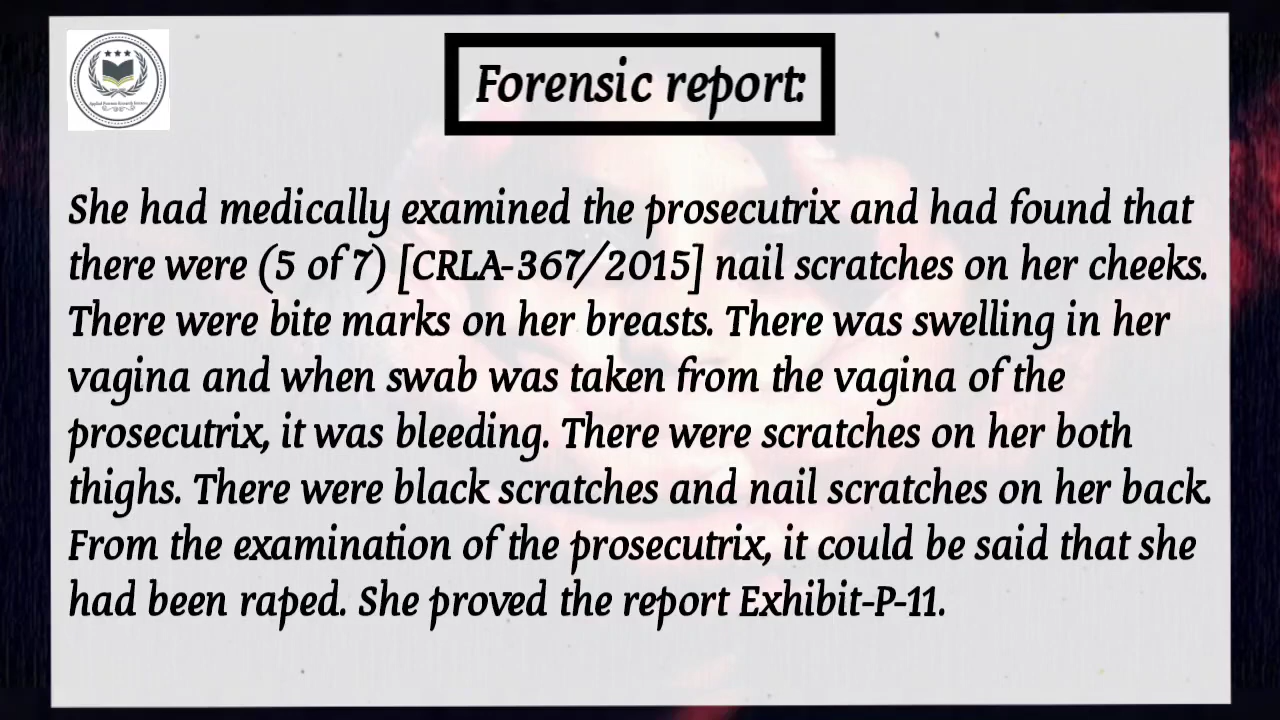 Forensic report:
She had medically examined the prosecutrix and had found that
there were (5 of 7) [CRLA-367/2015] nail scratches on her cheeks.
There were bite marks on her breasts. There was swelling in her
vagina and when swab was taken from the vagina of the
prosecutrix, it was bleeding. There were scratches on her both
thighs. There were black scratches and nail scratches on her back.
From the examination of the prosecutrix, it could be said that she
had been raped. She proved the report Exhibit-P-11.